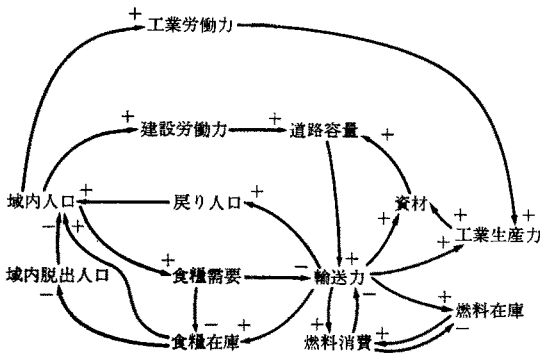 + 工業労働力
+ 建設労働力 + 道路容量 +
域内人口 + 戻り人口 + 資材 + +
− + + 工業生産力
域内脱出人口 + 食糧需要 − 輸送力 + +
− − + + − 燃料在庫 +
食糧在庫 + 燃料消費 + −